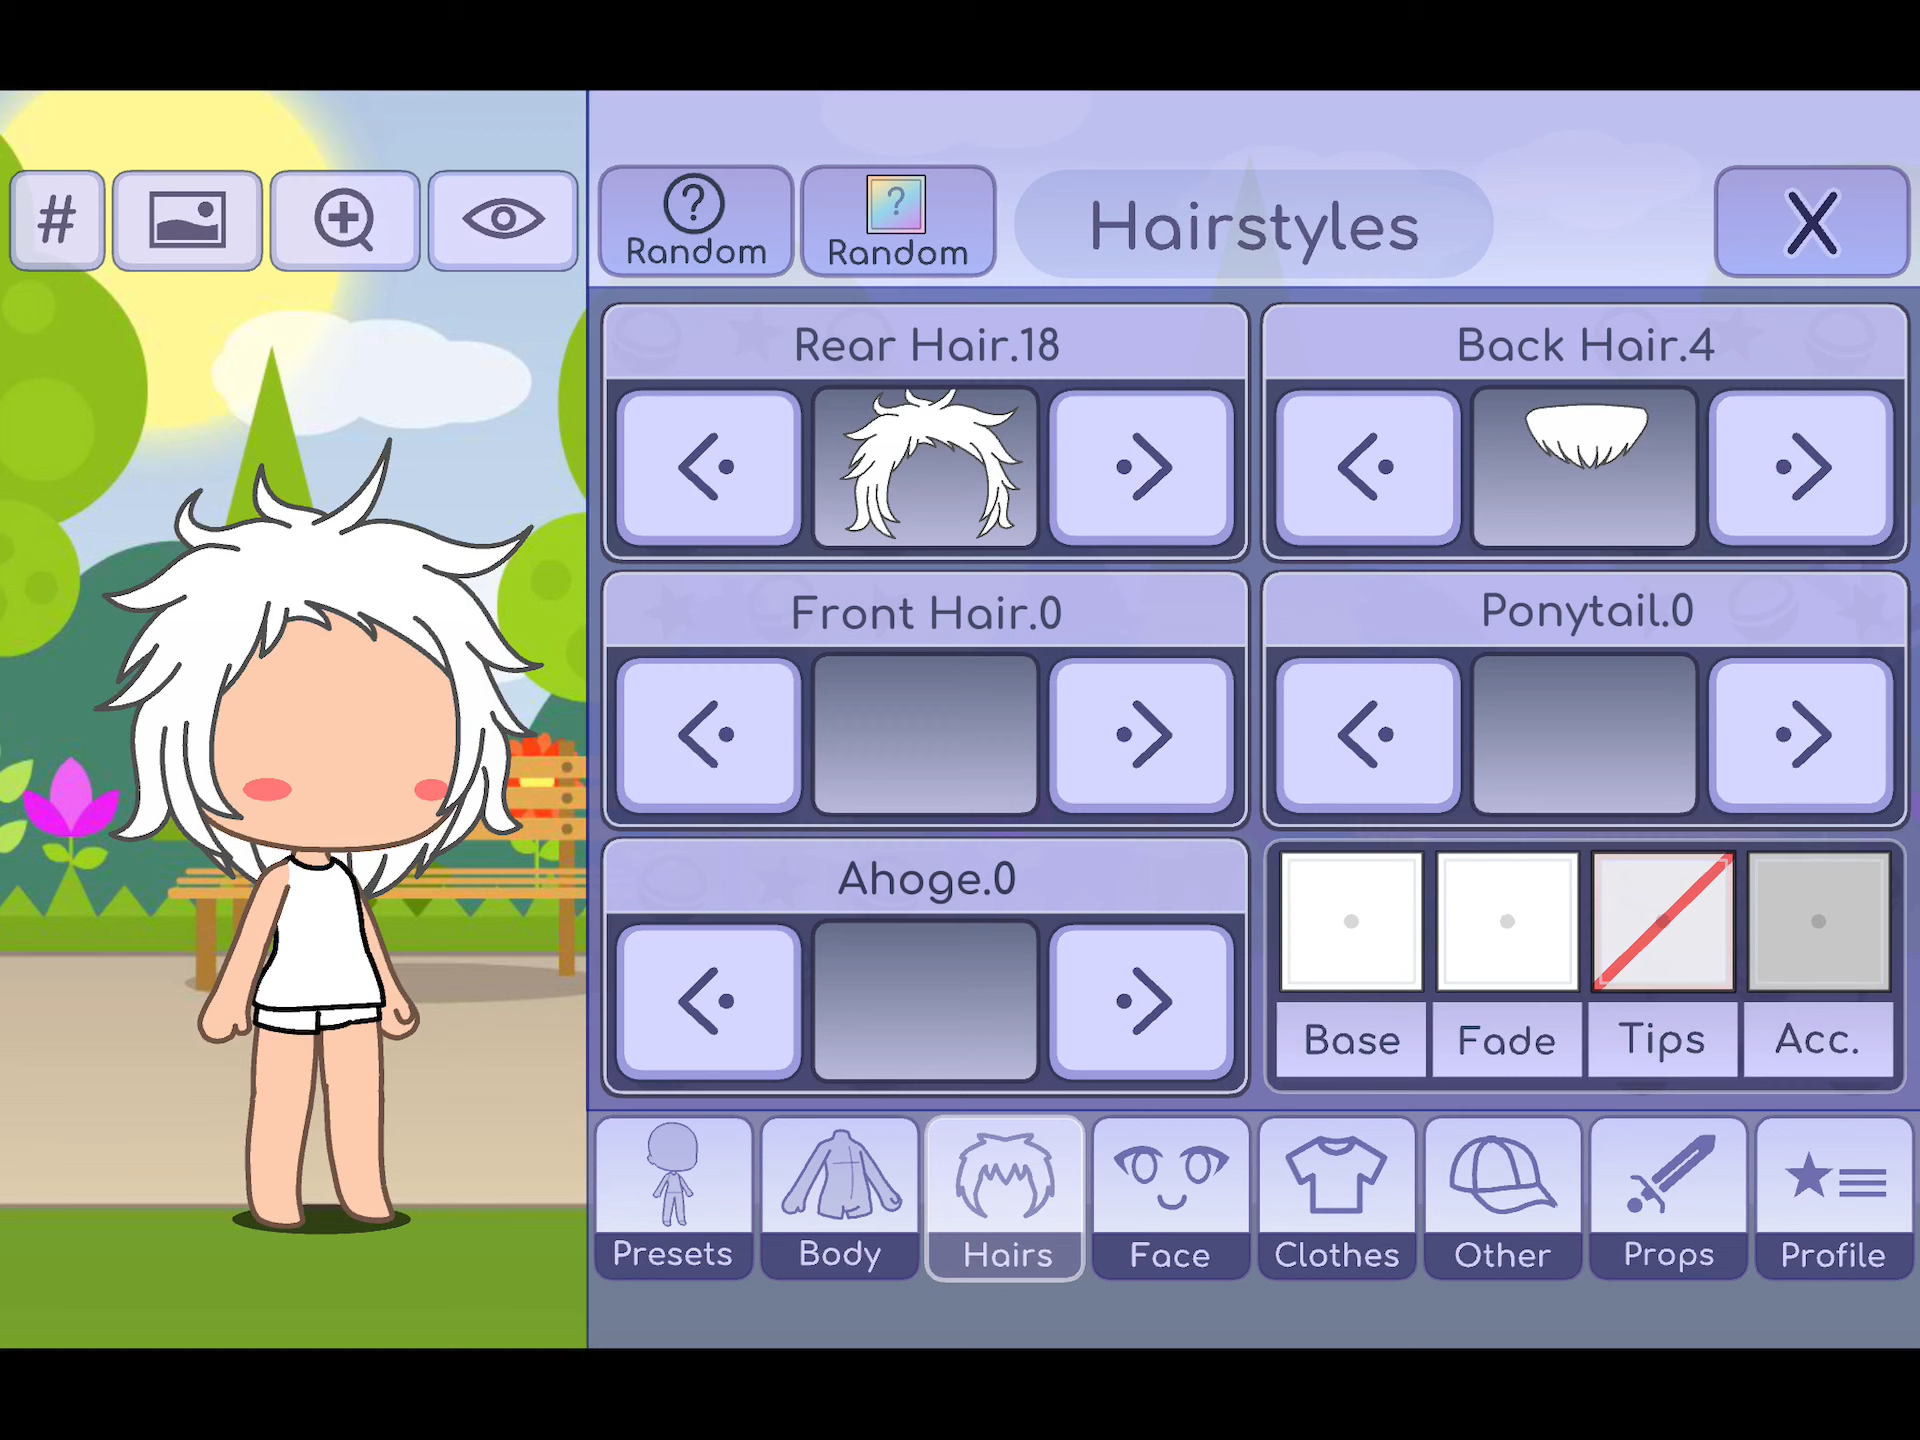 #
Random
Random
Hairstyles
X
Rear Hair.18
Back Hair.4
Front Hair.0
Ponytail.0
Ahoge.0
Base
Fade
Tips
Acc.
Presets
Body
Hairs
Face
Clothes
Other
Props
Profile